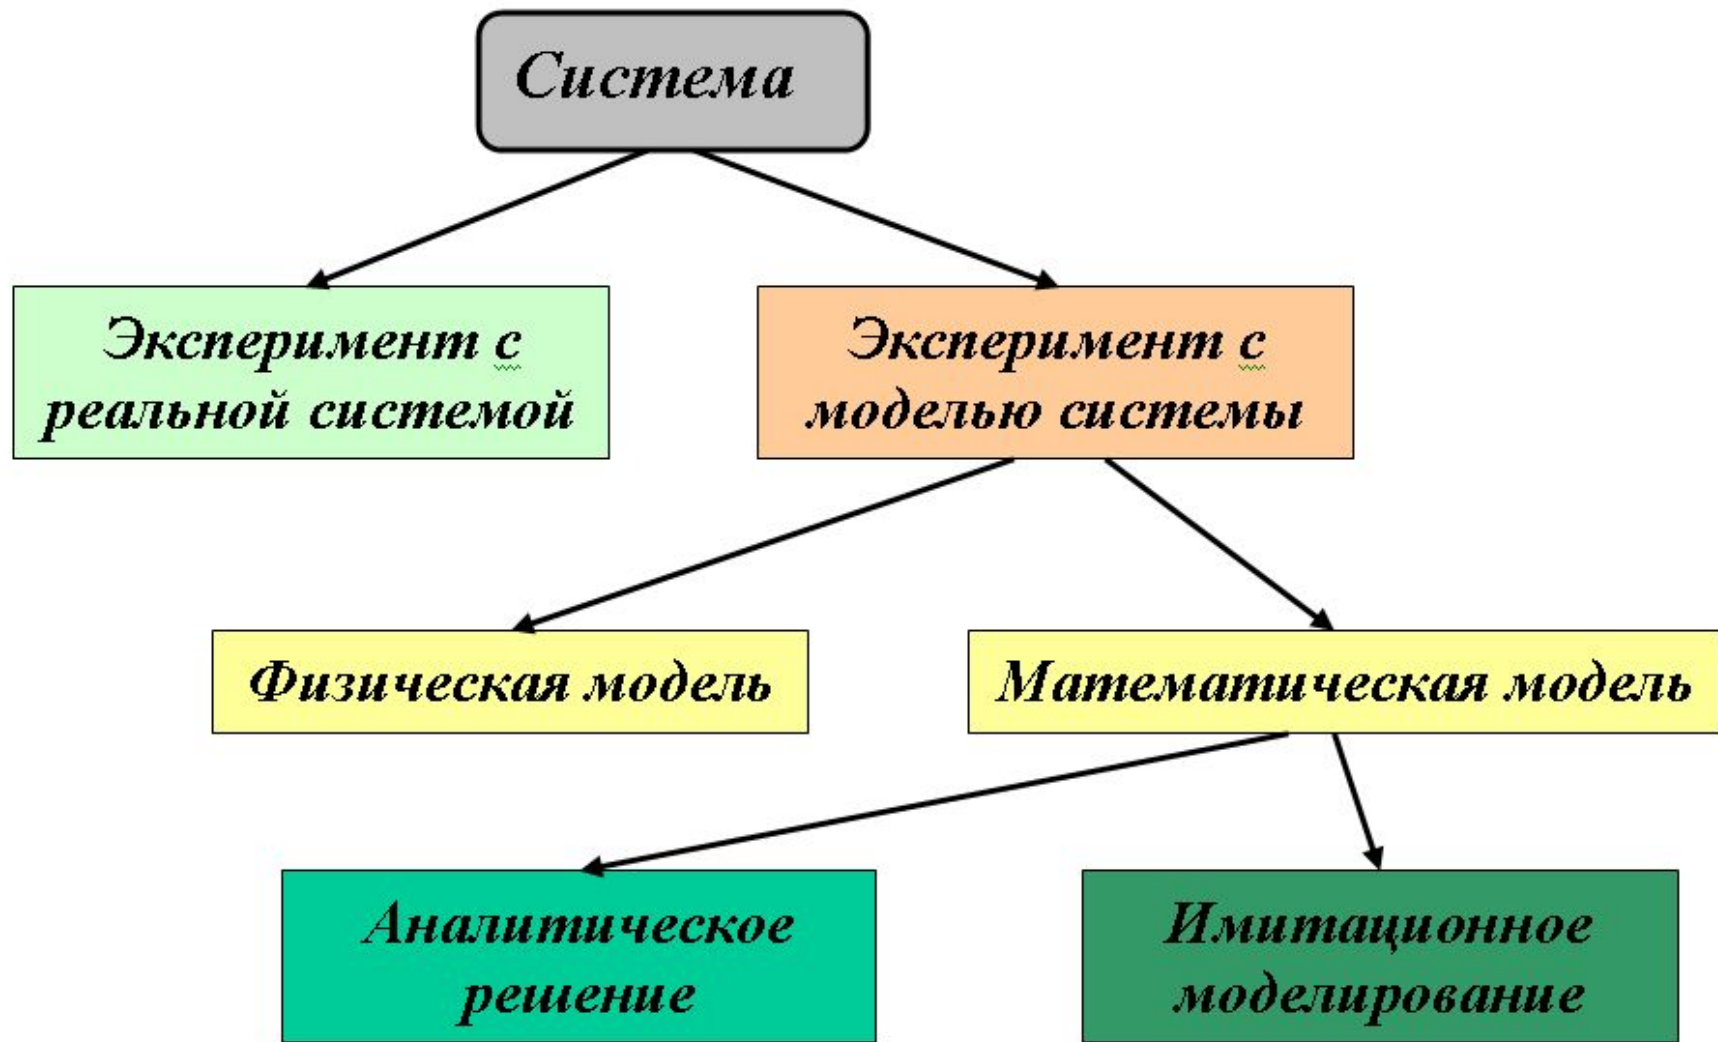 Система
Эксперимент с
реальной системой
Эксперимент с
моделью системы
Физическая модель
Математическая модель
Аналитическое
решение
Имитационное
моделирование